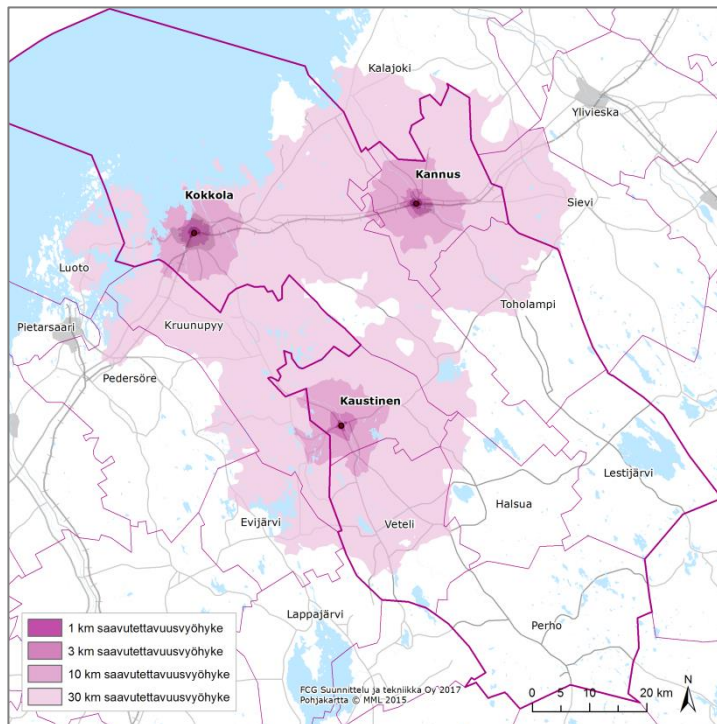 Kalajoki
Ylivieska
Kannus
Kokkola
Sievi
Luoto
Toholampi
Pietarsaari
Kruunupyy
Pedersöre
Kaustinen
Lestijärvi
Halsua
Evijärvi
Veteli
Lappajärvi
Perho
1 km saavutettavuusvyöhyke
3 km saavutettavuusvyöhyke
10 km saavutettavuusvyöhyke
30 km saavutettavuusvyöhyke
FCG Suunnittelu ja tekniikka Oy 2017
Pohjakartta © MML 2015
0 5 10 20 km
N